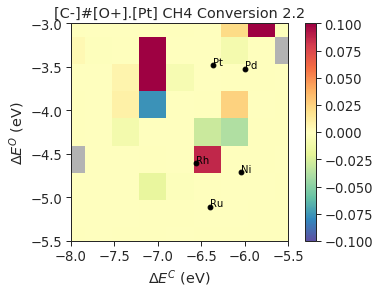 [C-]#[O+].[Pt] CH4 Conversion 2.2
−3.0
−3.5
−4.0
−4.5
−5.0
−5.5
ΔE^O (eV)
Pt
Pd
Rh
Ni
Ru
−8.0 −7.5 −7.0 −6.5 −6.0 −5.5
ΔE^C (eV)
0.100
0.075
0.050
0.025
0.000
−0.025
−0.050
−0.075
−0.100